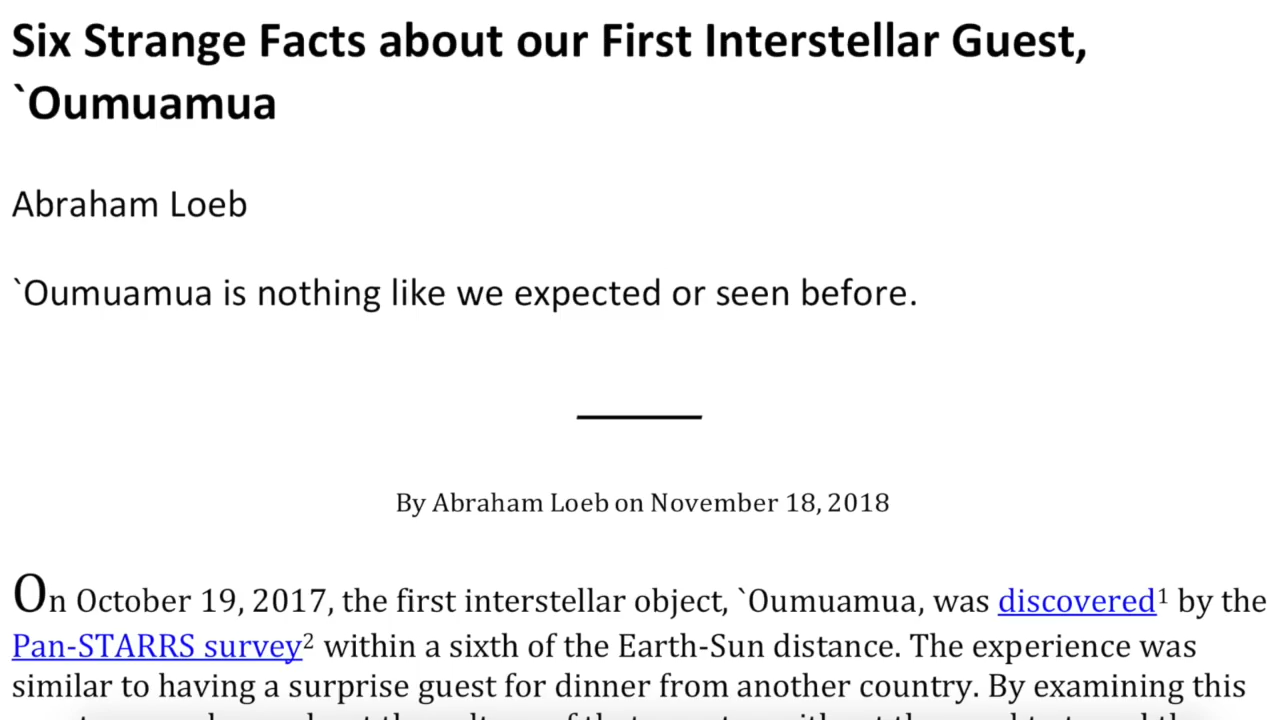 Six Strange Facts about our First Interstellar Guest,
`Oumuamua
Abraham Loeb
`Oumuamua is nothing like we expected or seen before.
By Abraham Loeb on November 18, 2018
On October 19, 2017, the first interstellar object, `Oumuamua, was discovered¹ by the
Pan-STARRS survey² within a sixth of the Earth-Sun distance. The experience was
similar to having a surprise guest for dinner from another country. By examining this